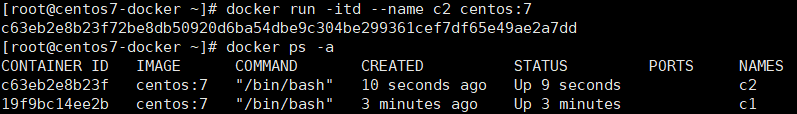 [root@centos7-docker ~]# docker run -itd --name c2 centos:7
c63eb2e8b23f72be8db50920d6ba54dbe9c304be299361cef7df65e49ae2a7dd
[root@centos7-docker ~]# docker ps -a
CONTAINER ID   IMAGE      COMMAND       CREATED          STATUS         PORTS     NAMES
c63eb2e8b23f   centos:7   "/bin/bash"   10 seconds ago   Up 9 seconds             c2
19f9bc14ee2b   centos:7   "/bin/bash"   3 minutes ago    Up 3 minutes             c1